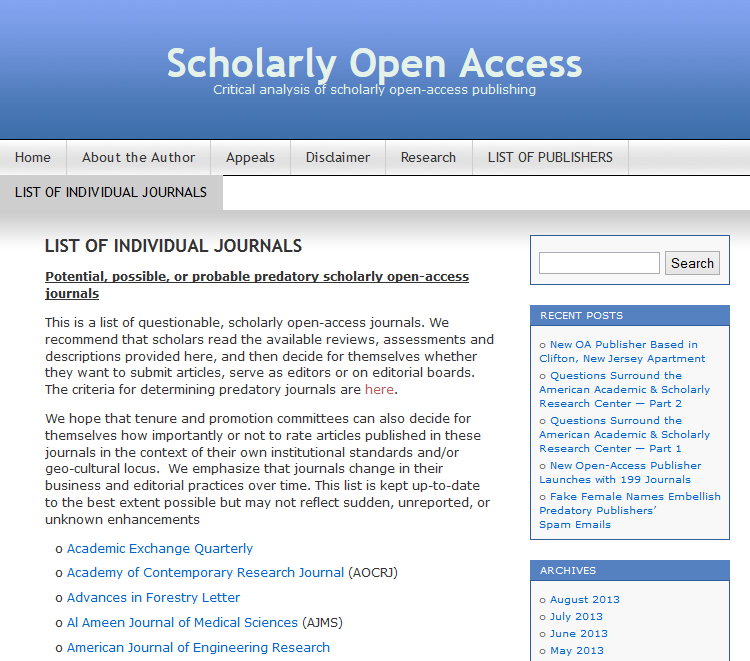 Scholarly Open Access
Critical analysis of scholarly open-access publishing
Home
About the Author
Appeals
Disclaimer
Research
LIST OF PUBLISHERS
LIST OF INDIVIDUAL JOURNALS
LIST OF INDIVIDUAL JOURNALS
Potential, possible, or probable predatory scholarly open-access
journals
This is a list of questionable, scholarly open-access journals. We
recommend that scholars read the available reviews, assessments and
descriptions provided here, and then decide for themselves whether
they want to submit articles, serve as editors or on editorial boards.
The criteria for determining predatory journals are here.
We hope that tenure and promotion committees can also decide for
themselves how importantly or not to rate articles published in these
journals in the context of their own institutional standards and/or
geo-cultural locus.  We emphasize that journals change in their
business and editorial practices over time. This list is kept up-to-date
to the best extent possible but may not reflect sudden, unreported, or
unknown enhancements
o Academic Exchange Quarterly
o Academy of Contemporary Research Journal (AOCRJ)
o Advances in Forestry Letter
o Al Ameen Journal of Medical Sciences (AJMS)
o American Journal of Engineering Research
Search
RECENT POSTS
o New OA Publisher Based in
Clifton, New Jersey Apartment
o Questions Surround the
American Academic & Scholarly
Research Center — Part 2
o Questions Surround the
American Academic & Scholarly
Research Center — Part 1
o New Open-Access Publisher
Launches with 199 Journals
o Fake Female Names Embellish
Predatory Publishers’
Spam Emails
ARCHIVES
o August 2013
o July 2013
o June 2013
o May 2013